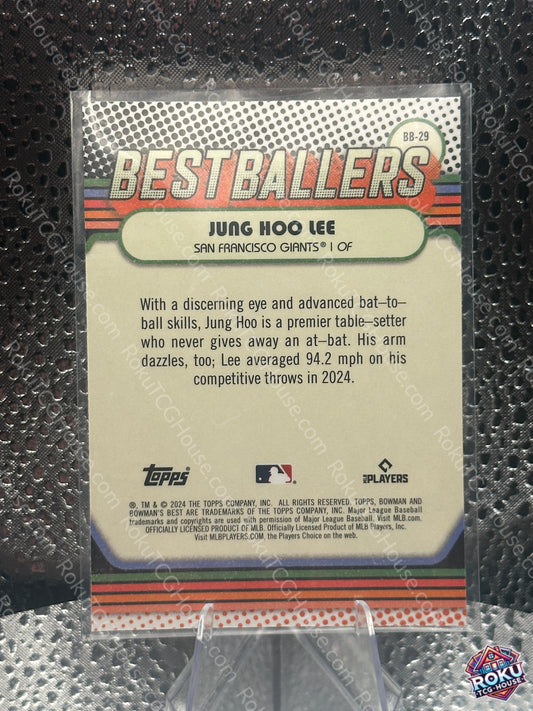 BB-29
BEST BALLERS
JUNG HOO LEE
SAN FRANCISCO GIANTS® | OF
With a discerning eye and advanced bat-to-
ball skills, Jung Hoo is a premier table-setter
who never gives away an at-bat. His arm
dazzles, too; Lee averaged 94.2 mph on his
competitive throws in 2024.
topps
PLAYERS
®, TM & © 2024 THE TOPPS COMPANY, INC. ALL RIGHTS RESERVED. TOPPS, BOWMAN AND
BOWMAN'S BEST ARE TRADEMARKS OF THE TOPPS COMPANY, INC. Major League Baseball
trademarks and copyrights are used with permission of Major League Baseball. Visit MLB.com.
OFFICIALLY LICENSED PRODUCT OF MLB. Officially Licensed Product of MLB Players, Inc.
Visit MLBPLAYERS.COM, the Players Choice on the web.
RokuTCGHouse.com
ROKU
TCG HOUSE